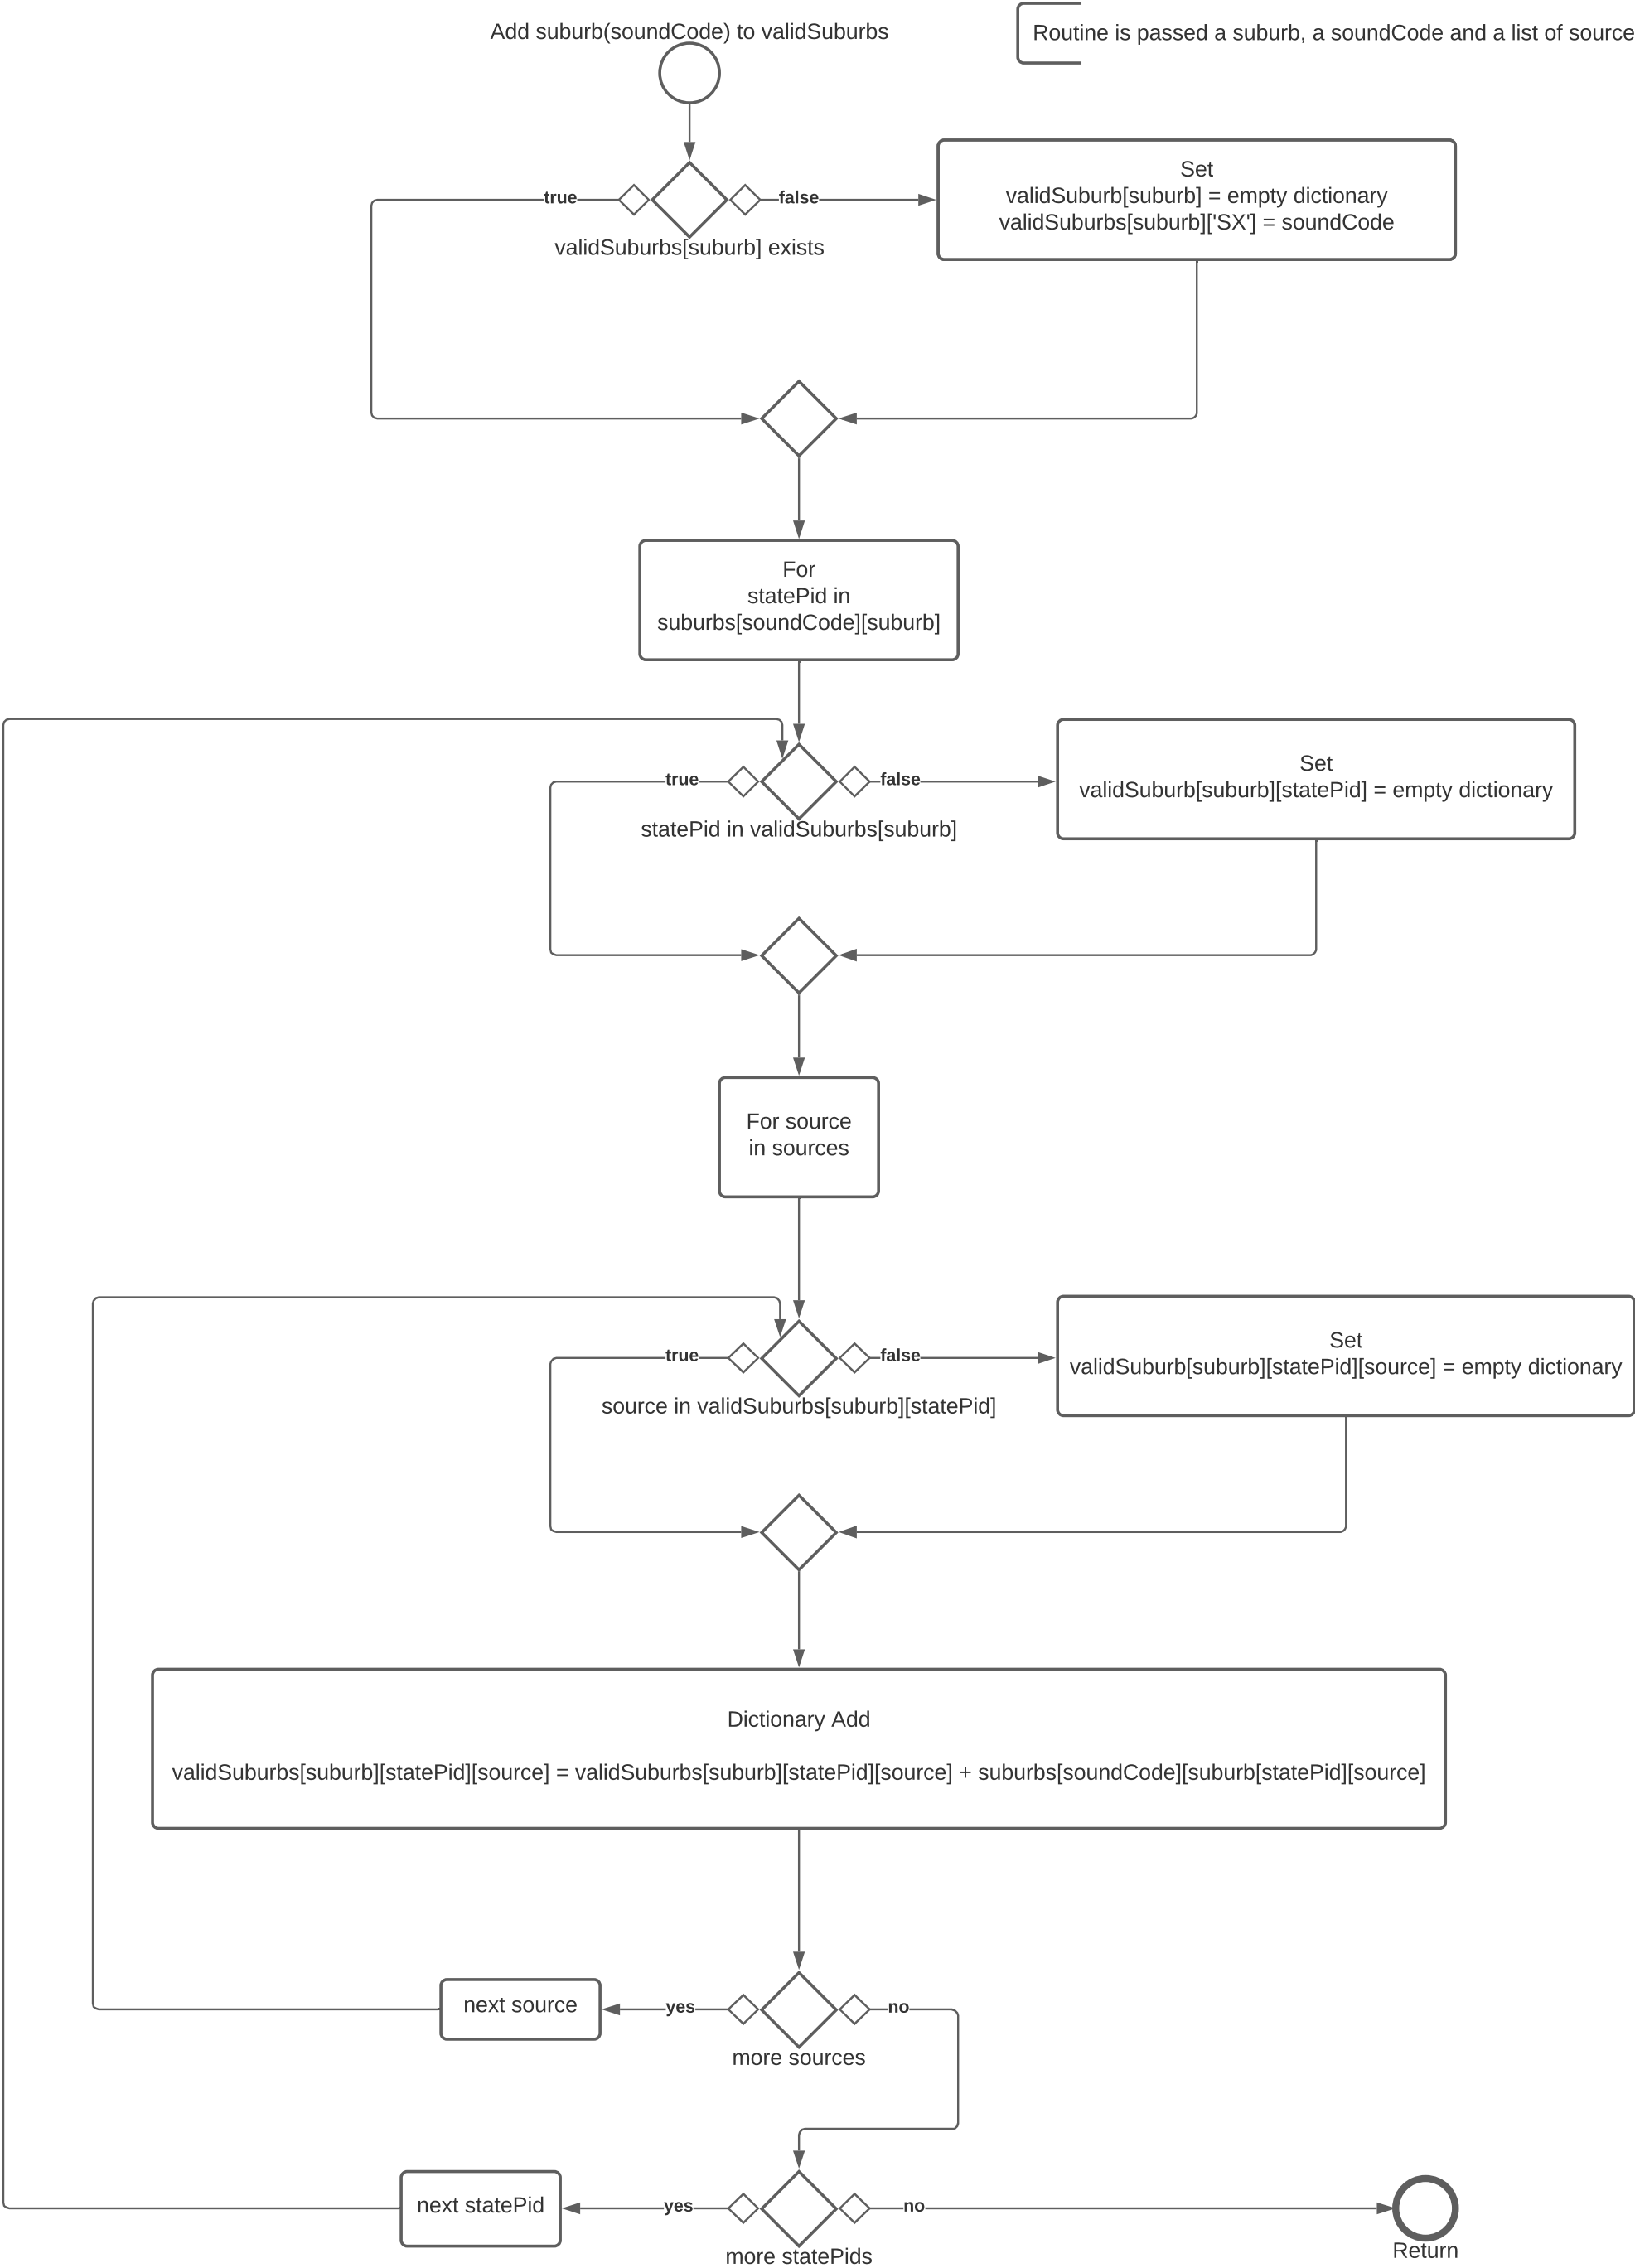 Add suburb(soundCode) to validSuburbs
Routine is passed a suburb, a soundCode and a list of source
true
false
validSuburbs[suburb] exists
Set
validSuburb[suburb] = empty dictionary
validSuburbs[suburb]['SX'] = soundCode
For
statePid in
suburbs[soundCode][suburb]
true
false
statePid in validSuburbs[suburb]
Set
validSuburb[suburb][statePid] = empty dictionary
For source
in sources
true
false
source in validSuburbs[suburb][statePid]
Set
validSuburb[suburb][statePid][source] = empty dictionary
Dictionary Add
validSuburbs[suburb][statePid][source] = validSuburbs[suburb][statePid][source] + suburbs[soundCode][suburb[statePid][source]
next source
yes
no
more sources
next statePid
yes
no
more statePids
Return